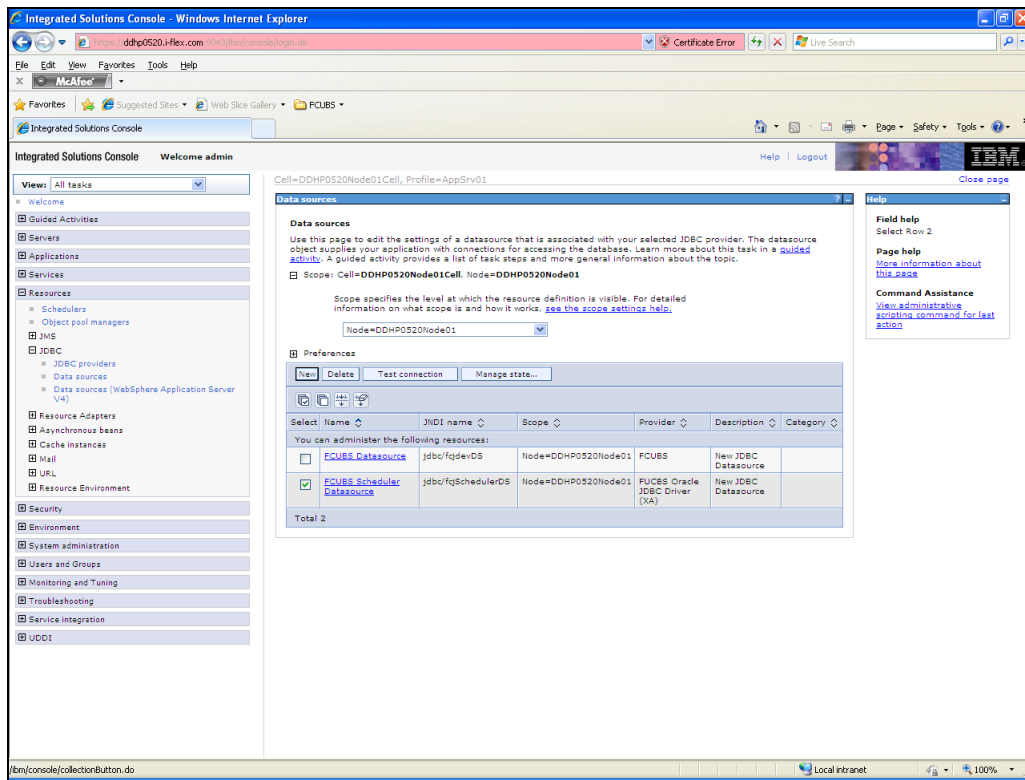 Integrated Solutions Console - Windows Internet Explorer
https://ddhp0520.i-flex.com:9043/ibm/console/login.do
Certificate Error
Live Search
File Edit View Favorites Tools Help
McAfee
Favorites Suggested Sites Web Slice Gallery FCUBS
Integrated Solutions Console
Page Safety Tools
Integrated Solutions Console Welcome admin
Help | Logout
IBM.
View: All tasks
Welcome
Guided Activities
Servers
Applications
Services
Resources
Schedulers
Object pool managers
JMS
JDBC
JDBC providers
Data sources
Data sources (WebSphere Application Server
V4)
Resource Adapters
Asynchronous beans
Cache instances
Mail
URL
Resource Environment
Security
Environment
System administration
Users and Groups
Monitoring and Tuning
Troubleshooting
Service integration
UDDI
Cell=DDHP0520Node01Cell, Profile=AppSrv01
Close page
Data sources
Data sources
Use this page to edit the settings of a datasource that is associated with your selected JDBC provider. The datasource
object supplies your application with connections for accessing the database. Learn more about this task in a guided
activity. A guided activity provides a list of task steps and more general information about the topic.
Scope: Cell=DDHP0520Node01Cell, Node=DDHP0520Node01
Scope specifies the level at which the resource definition is visible. For detailed
information on what scope is and how it works, see the scope settings help.
Node=DDHP0520Node01
Preferences
New Delete Test connection Manage state...
Select Name JNDI name Scope Provider Description Category
You can administer the following resources:
FCUBS Datasource jdbc/fcjdevDS Node=DDHP0520Node01 FCUBS New JDBC
Datasource
FCUBS Scheduler jdbc/fcjSchedulerDS Node=DDHP0520Node01 FUCBS Oracle New JDBC
Datasource JDBC Driver Datasource
(XA)
Total 2
Help
Field help
Select Row 2
Page help
More information about
this page
Command Assistance
View administrative
scripting command for last
action
/ibm/console/collectionButton.do
Local intranet
100%